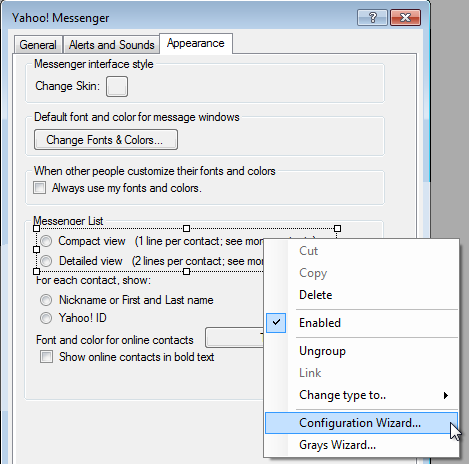 Yahoo! Messenger
General Alerts and Sounds Appearance
Messenger interface style
Change Skin:
Default font and color for message windows
Change Fonts & Colors...
When other people customize their fonts and colors
Always use my fonts and colors.
Messenger List
Compact view (1 line per contact; see mor
Detailed view (2 lines per contact; see mor
For each contact, show:
Nickname or First and Last name
Yahoo! ID
Font and color for online contacts
Show online contacts in bold text
Cut
Copy
Delete
Enabled
Ungroup
Link
Change type to..
Configuration Wizard...
Grays Wizard...